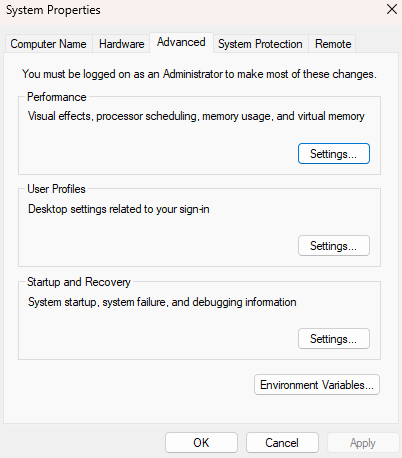 System Properties
Computer Name Hardware Advanced System Protection Remote
You must be logged on as an Administrator to make most of these changes.
Performance
Visual effects, processor scheduling, memory usage, and virtual memory
Settings...
User Profiles
Desktop settings related to your sign-in
Settings...
Startup and Recovery
System startup, system failure, and debugging information
Settings...
Environment Variables...
OK Cancel Apply